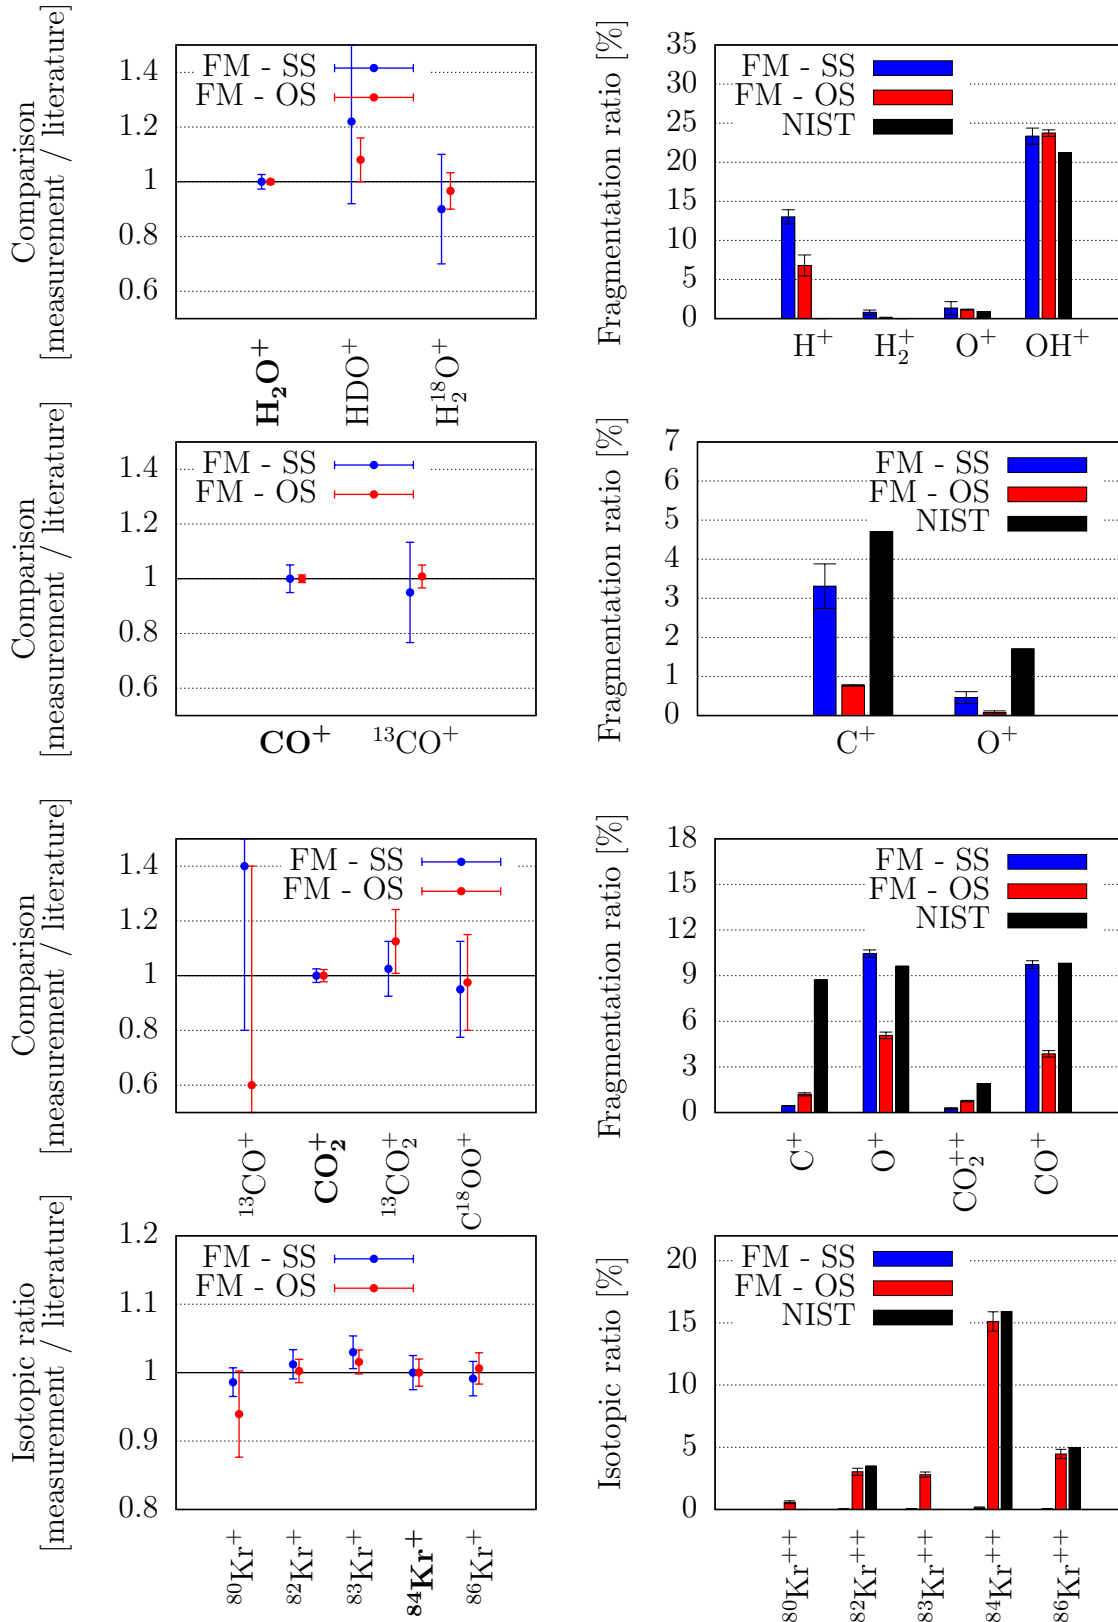 Comparison
[measurement / literature]
1.4
1.2
1
0.8
0.6
FM - SS
FM - OS
H₂O⁺
HDO⁺
H₂¹⁸O⁺
Fragmentation ratio [%]
35
30
25
20
15
10
5
0
FM - SS
FM - OS
NIST
H⁺
H₂⁺
O⁺
OH⁺
Comparison
[measurement / literature]
1.4
1.2
1
0.8
0.6
FM - SS
FM - OS
CO⁺
¹³CO⁺
Fragmentation ratio [%]
7
6
5
4
3
2
1
0
FM - SS
FM - OS
NIST
C⁺
O⁺
Comparison
[measurement / literature]
1.4
1.2
1
0.8
0.6
FM - SS
FM - OS
¹³CO⁺
CO₂⁺
¹³CO₂⁺
C¹⁸OO⁺
Fragmentation ratio [%]
18
15
12
9
6
3
0
FM - SS
FM - OS
NIST
C⁺
O⁺
CO₂⁺⁺
CO⁺
Isotopic ratio
[measurement / literature]
1.2
1.1
1
0.9
0.8
FM - SS
FM - OS
⁸⁰Kr⁺
⁸²Kr⁺
⁸³Kr⁺
⁸⁴Kr⁺
⁸⁶Kr⁺
Isotopic ratio [%]
20
15
10
5
0
FM - SS
FM - OS
NIST
⁸⁰Kr⁺⁺
⁸²Kr⁺⁺
⁸³Kr⁺⁺
⁸⁴Kr⁺⁺
⁸⁶Kr⁺⁺